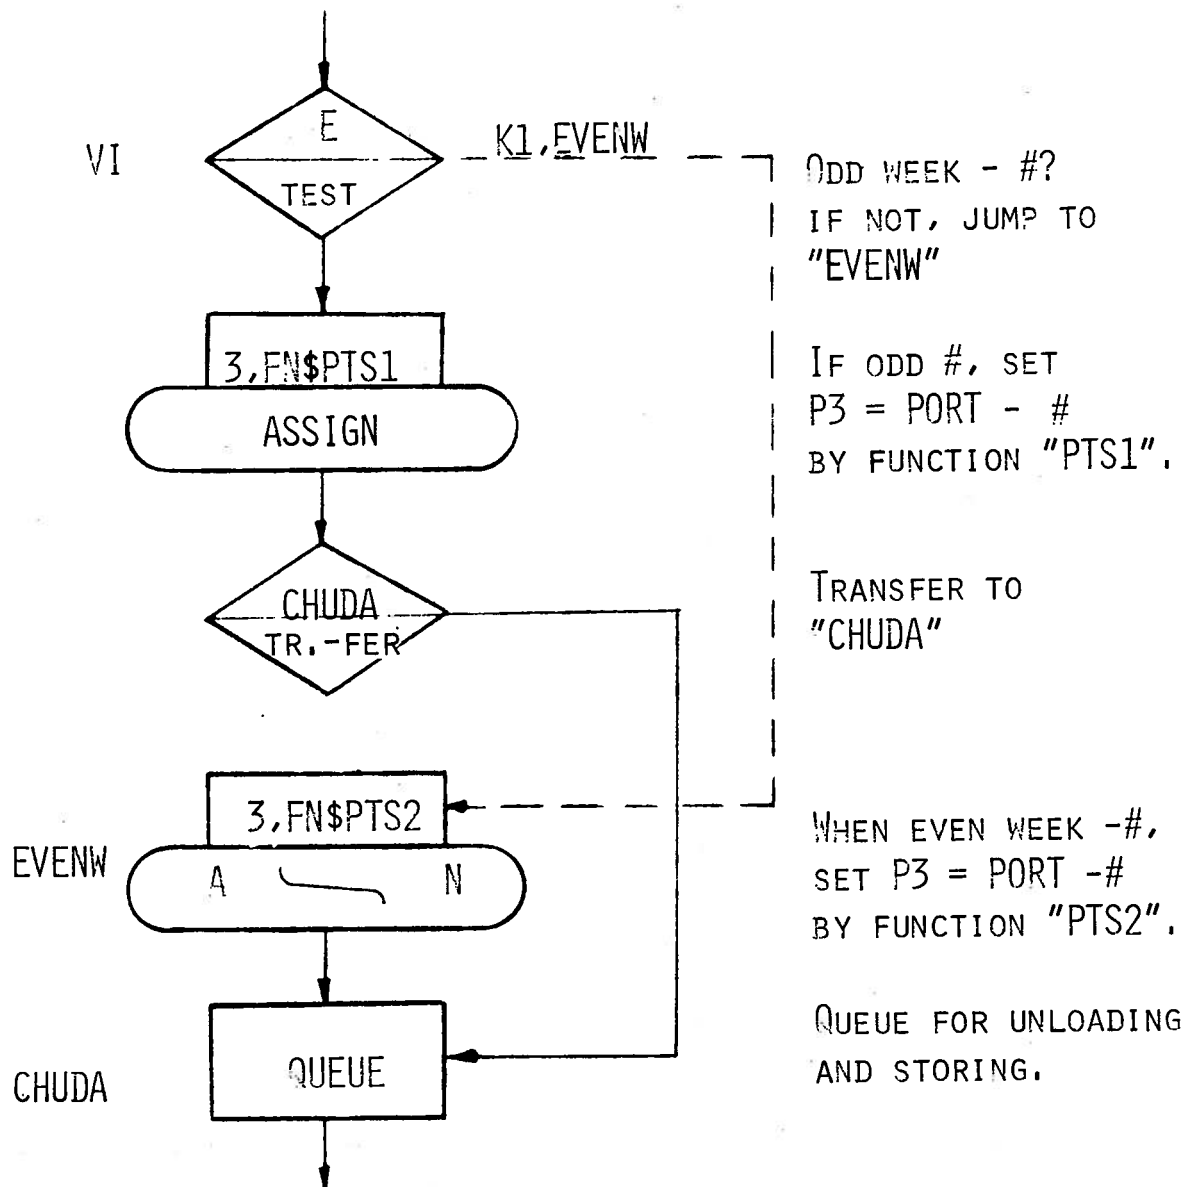 E
VI
K1,EVENW
TEST
ODD WEEK - #?
IF NOT, JUMP TO
"EVENW"
3,FN$PTS1
ASSIGN
IF ODD #, SET
P3 = PORT - #
BY FUNCTION "PTS1".
CHUDA
TR.-FER
TRANSFER TO
"CHUDA"
3,FN$PTS2
EVENW
A N
WHEN EVEN WEEK -#,
SET P3 = PORT -#
BY FUNCTION "PTS2".
CHUDA
QUEUE
QUEUE FOR UNLOADING
AND STORING.